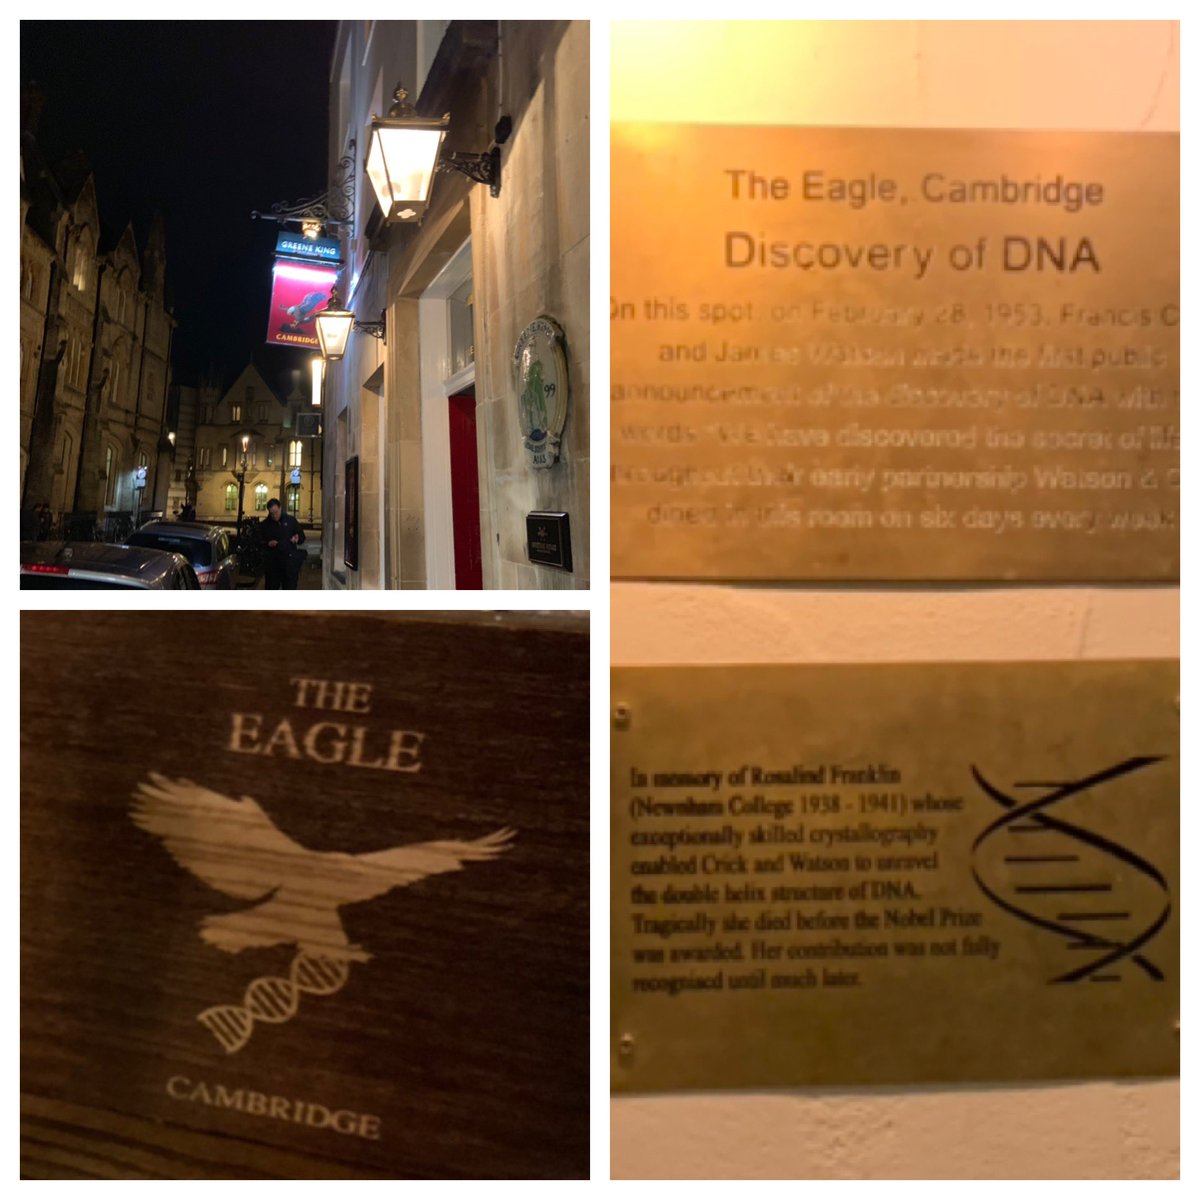 GREENE KING
CAMBRIDGE
99
THE
EAGLE
CAMBRIDGE
The Eagle, Cambridge
Discovery of DNA
On this spot, on February 28, 1953, Francis C
and James Watson made the first public
announcement of the discovery of DNA with
words "We have discovered the secret of life
throughout their early partnership Watson & C
dined in this room on six days every week
In memory of Rosalind Franklin
(Newnham College 1938 - 1941) whose
exceptionally skilled crystallography
enabled Crick and Watson to unravel
the double helix structure of DNA.
Tragically she died before the Nobel Prize
was awarded. Her contribution was not fully
recognised until much later.